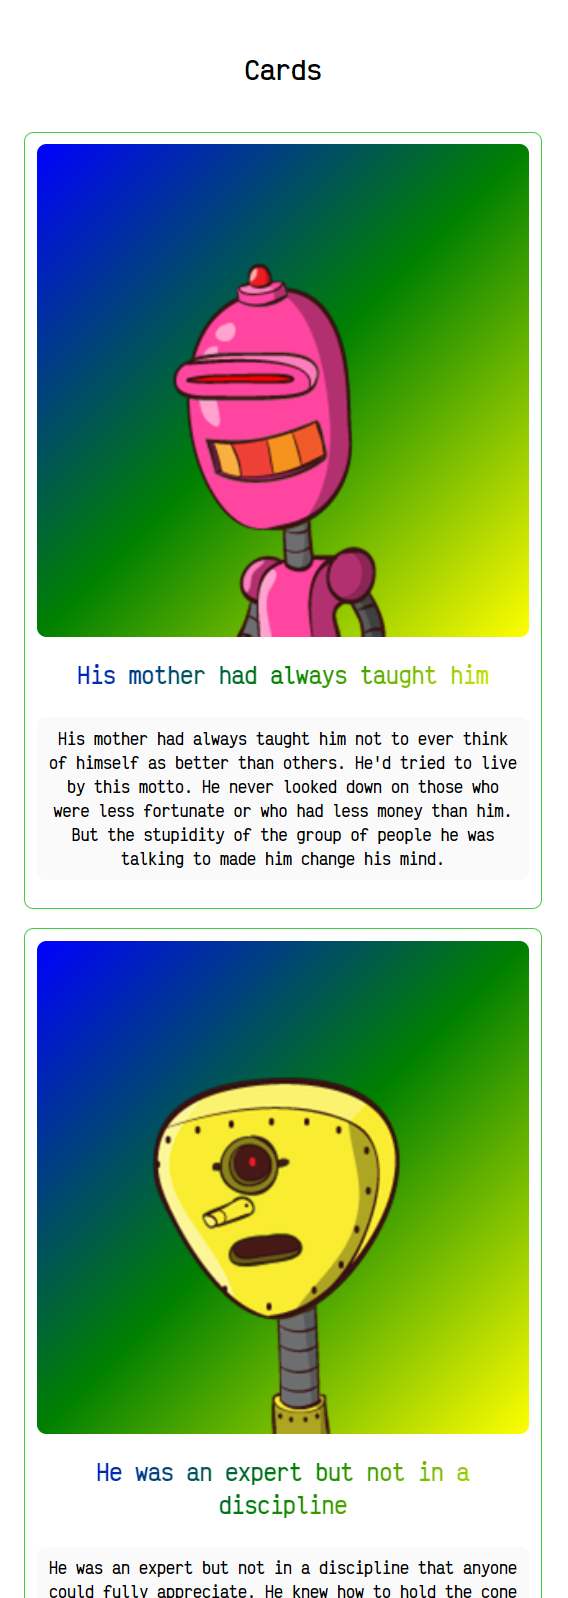 Cards
His mother had always taught him
His mother had always taught him not to ever think
of himself as better than others. He'd tried to live
by this motto. He never looked down on those who
were less fortunate or who had less money than him.
But the stupidity of the group of people he was
talking to made him change his mind.
He was an expert but not in a
discipline
He was an expert but not in a discipline that anyone
could fully appreciate. He knew how to hold the cone